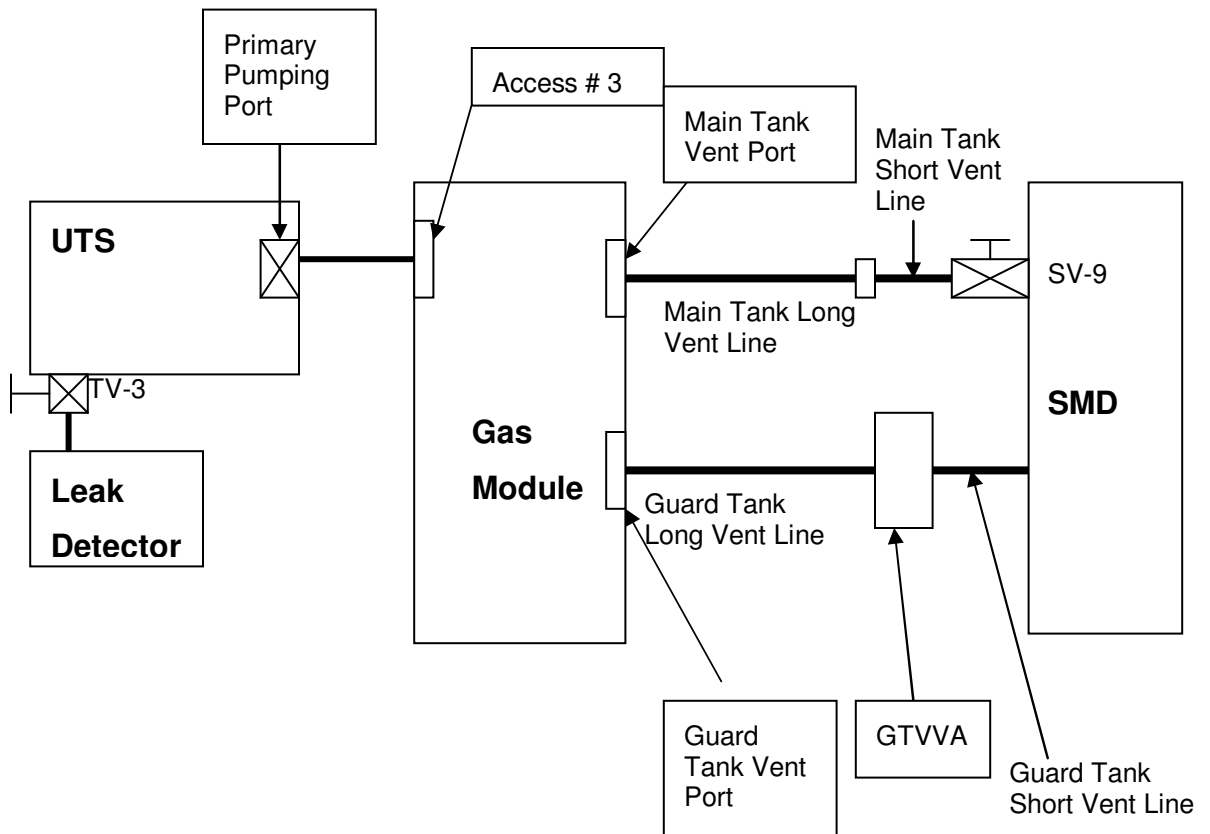 Primary
Pumping
Port
Access # 3
Main Tank
Vent Port
Main Tank
Short Vent
Line
UTS
SV-9
Main Tank Long
Vent Line
TV-3
SMD
Gas
Module
Leak
Detector
Guard Tank
Long Vent Line
Guard
Tank Vent
Port
GTVVA
Guard Tank
Short Vent Line